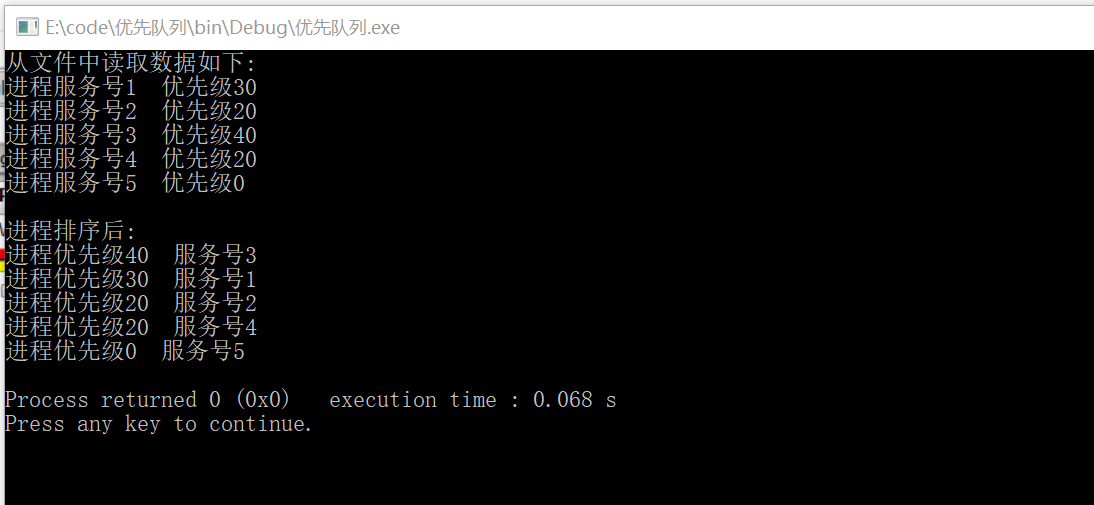 E:\code\优先队列\bin\Debug\优先队列.exe
从文件中读取数据如下:
进程服务号1  优先级30
进程服务号2  优先级20
进程服务号3  优先级40
进程服务号4  优先级20
进程服务号5  优先级0
进程排序后:
进程优先级40  服务号3
进程优先级30  服务号1
进程优先级20  服务号2
进程优先级20  服务号4
进程优先级0  服务号5
Process returned 0 (0x0)   execution time : 0.068 s
Press any key to continue.